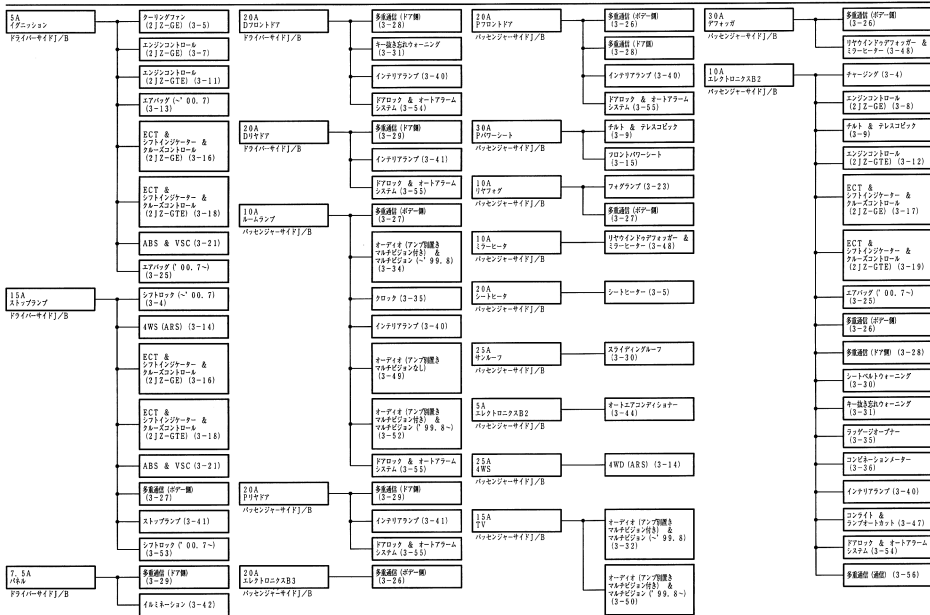 5A
イグニッション
ドライバーサイドJ/B
クーリングファン
(2JZ-GE) (3-5)
エンジンコントロール
(2JZ-GE) (3-7)
エンジンコントロール
(2JZ-GTE) (3-11)
エアバッグ (~'00.7)
(3-13)
ECT &
シフトインジケーター &
クルーズコントロール
(2JZ-GE) (3-16)
ECT &
シフトインジケーター &
クルーズコントロール
(2JZ-GTE) (3-18)
ABS & VSC (3-21)
エアバッグ ('00.7~)
(3-25)
15A
ストップランプ
ドライバーサイドJ/B
シフトロック (~'00.7)
(3-4)
4WS (ARS) (3-14)
ECT &
シフトインジケーター &
クルーズコントロール
(2JZ-GE) (3-16)
ECT &
シフトインジケーター &
クルーズコントロール
(2JZ-GTE) (3-18)
ABS & VSC (3-21)
多重通信 (ボデー側)
(3-27)
ストップランプ (3-41)
シフトロック ('00.7~)
(3-53)
7.5A
パネル
ドライバーサイドJ/B
多重通信 (ドア側)
(3-29)
イルミネーション (3-42)
20A
Dフロントドア
ドライバーサイドJ/B
多重通信 (ドア側)
(3-28)
キー抜き忘れウォーニング
(3-31)
インテリアランプ (3-40)
ドアロック & オートアラーム
システム (3-54)
20A
Dリヤドア
ドライバーサイドJ/B
多重通信 (ドア側)
(3-29)
インテリアランプ (3-41)
ドアロック & オートアラーム
システム (3-55)
10A
ルームランプ
パッセンジャーサイドJ/B
多重通信 (ボデー側)
(3-27)
オーディオ (アンプ別置き
マルチビジョン付き) &
マルチビジョン (~'99.8)
(3-34)
クロック (3-35)
インテリアランプ (3-40)
オーディオ (アンプ別置き
マルチビジョンなし)
(3-49)
オーディオ (アンプ別置き
マルチビジョン付き) &
マルチビジョン ('99.8~)
(3-52)
ドアロック & オートアラーム
システム (3-55)
20A
Pリヤドア
パッセンジャーサイドJ/B
多重通信 (ドア側)
(3-29)
インテリアランプ (3-41)
ドアロック & オートアラーム
システム (3-55)
20A
エレクトロニクスB3
パッセンジャーサイドJ/B
多重通信 (ボデー側)
(3-26)
20A
Pフロントドア
パッセンジャーサイドJ/B
多重通信 (ボデー側)
(3-26)
多重通信 (ドア側)
(3-28)
インテリアランプ (3-40)
ドアロック & オートアラーム
システム (3-55)
30A
Pパワーシート
パッセンジャーサイドJ/B
チルト & テレスコピック
(3-9)
フロントパワーシート
(3-15)
10A
リヤフォグ
パッセンジャーサイドJ/B
フォグランプ (3-23)
多重通信 (ボデー側)
(3-27)
10A
ミラーヒータ
パッセンジャーサイドJ/B
リヤウインドゥデフォッガー &
ミラーヒーター (3-48)
20A
シートヒータ
パッセンジャーサイドJ/B
シートヒーター (3-5)
25A
サンルーフ
パッセンジャーサイドJ/B
スライディングルーフ
(3-30)
5A
エレクトロニクスB2
パッセンジャーサイドJ/B
オートエアコンディショナー
(3-44)
25A
4WS
パッセンジャーサイドJ/B
4WD (ARS) (3-14)
15A
TV
パッセンジャーサイドJ/B
オーディオ (アンプ別置き
マルチビジョン付き) &
マルチビジョン (~'99.8)
(3-32)
オーディオ (アンプ別置き
マルチビジョン付き) &
マルチビジョン ('99.8~)
(3-50)
30A
デフォッガ
パッセンジャーサイドJ/B
多重通信 (ボデー側)
(3-26)
リヤウインドゥデフォッガー &
ミラーヒーター (3-48)
10A
エレクトロニクスB2
パッセンジャーサイドJ/B
チャージング (3-4)
エンジンコントロール
(2JZ-GE) (3-8)
チルト & テレスコピック
(3-9)
エンジンコントロール
(2JZ-GTE) (3-12)
ECT &
シフトインジケーター &
クルーズコントロール
(2JZ-GE) (3-17)
ECT &
シフトインジケーター &
クルーズコントロール
(2JZ-GTE) (3-19)
エアバッグ ('00.7~)
(3-25)
多重通信 (ボデー側)
(3-26)
多重通信 (ドア側) (3-28)
シートベルトウォーニング
(3-30)
キー抜き忘れウォーニング
(3-31)
ラッゲージオープナー
(3-35)
コンビネーションメーター
(3-36)
インテリアランプ (3-40)
コンライト &
ランプオートカット (3-47)
ドアロック & オートアラーム
システム (3-54)
多重通信 (通信) (3-56)